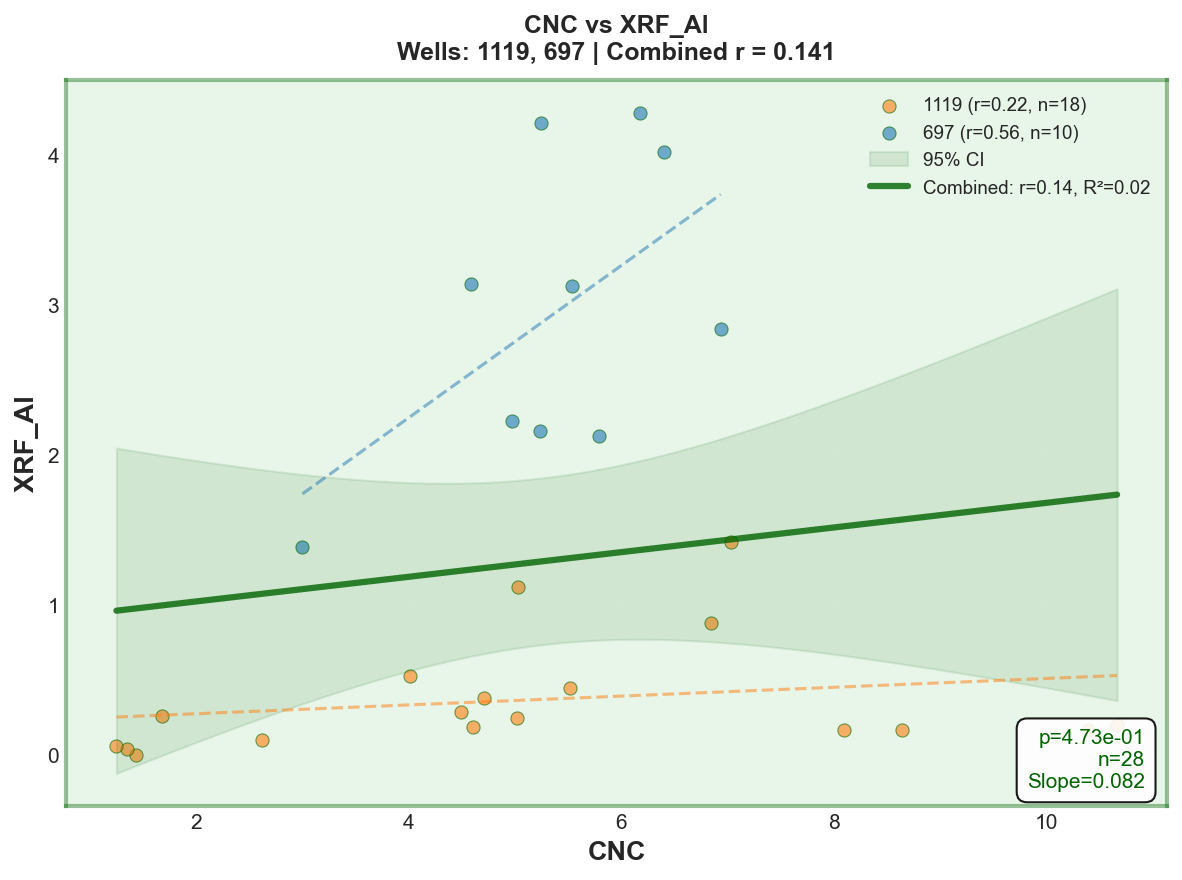 CNC vs XRF_AI
Wells: 1119, 697 | Combined r = 0.141
1119 (r=0.22, n=18)
697 (r=0.56, n=10)
95% CI
Combined: r=0.14, R²=0.02
XRF_AI
4
3
2
1
0
p=4.73e-01
n=28
Slope=0.082
2
4
6
8
10
CNC